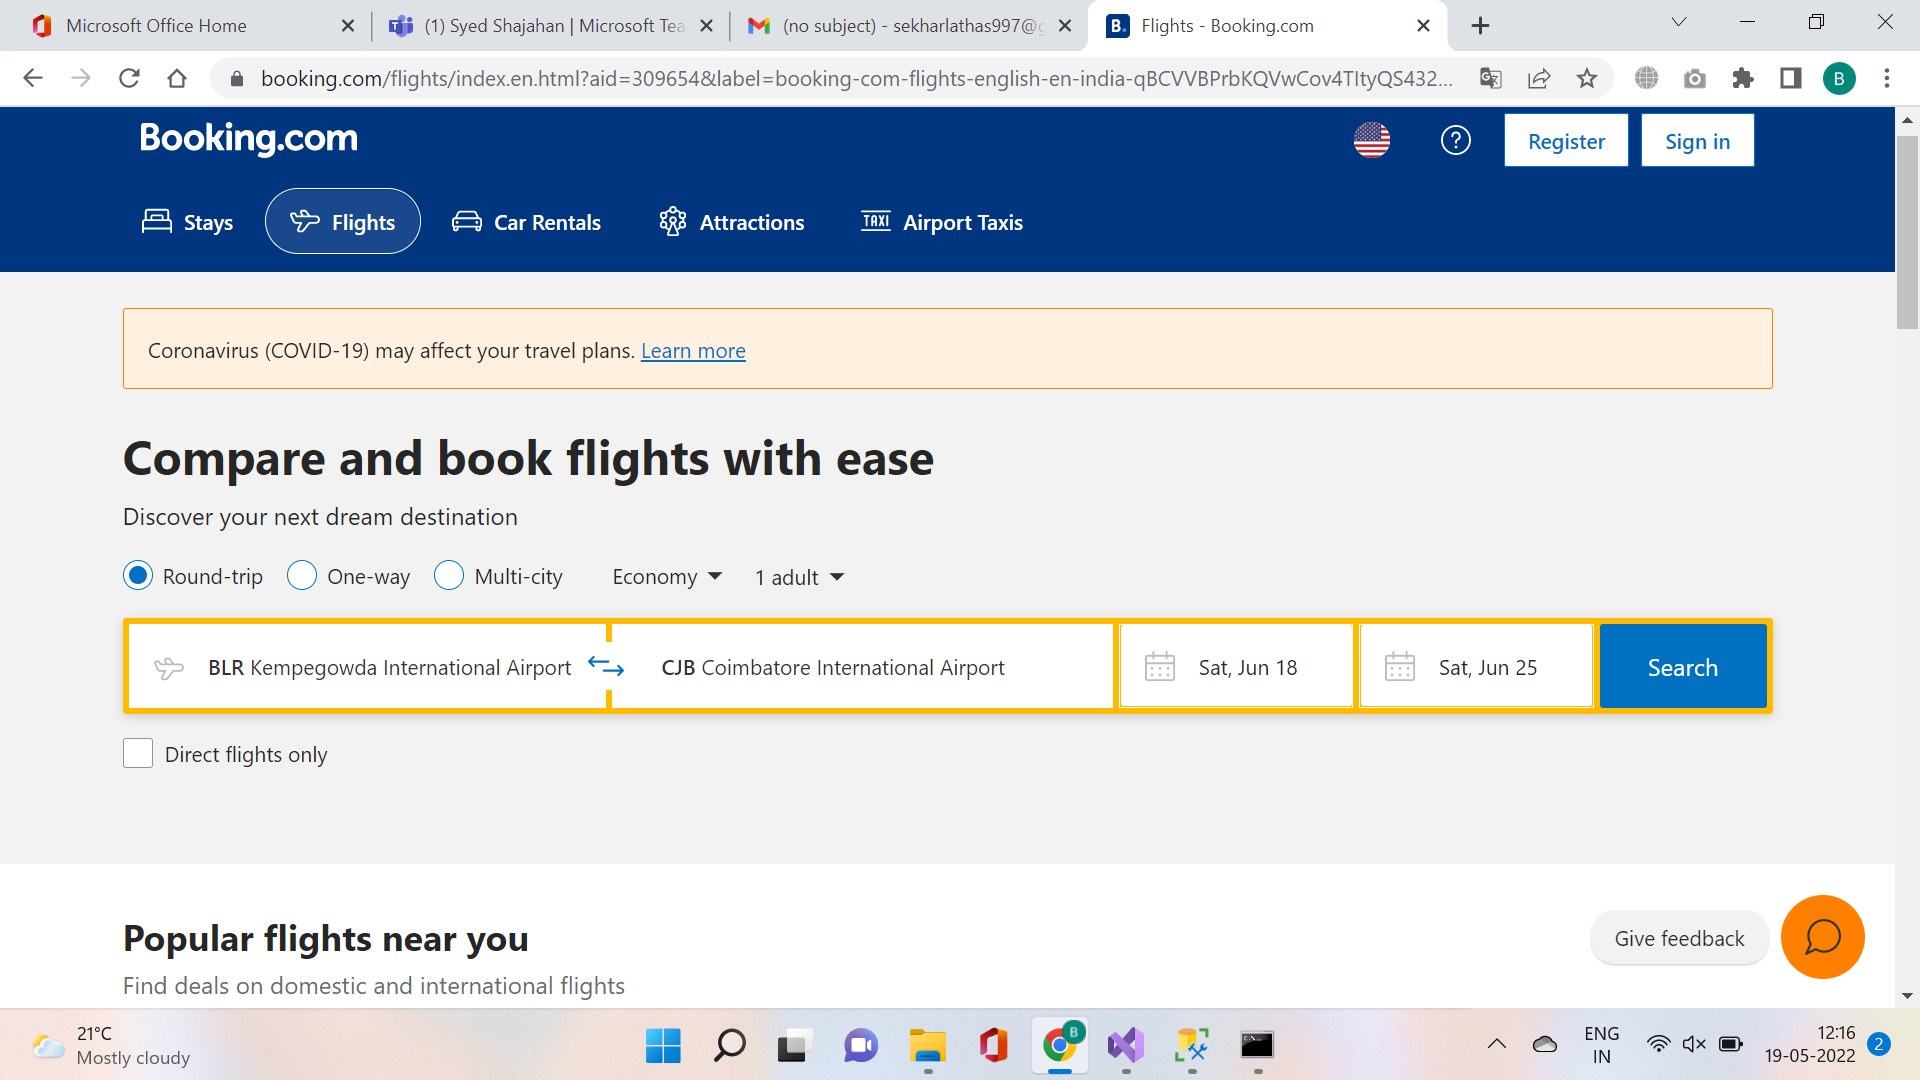 Microsoft Office Home
(1) Syed Shajahan | Microsoft Tea
(no subject) - sekharlathas997@g
Flights - Booking.com
booking.com/flights/index.en.html?aid=309654&label=booking-com-flights-english-en-india-qBCVVBPrbKQVwCov4TItyQS432...
B
Booking.com
Register
Sign in
Stays
Flights
Car Rentals
Attractions
TAXI
Airport Taxis
Coronavirus (COVID-19) may affect your travel plans. Learn more
Compare and book flights with ease
Discover your next dream destination
Round-trip
One-way
Multi-city
Economy
1 adult
BLR Kempegowda International Airport
CJB Coimbatore International Airport
Sat, Jun 18
Sat, Jun 25
Search
Direct flights only
Popular flights near you
Find deals on domestic and international flights
Give feedback
21°C
Mostly cloudy
B
ENG
IN
12:16
19-05-2022
2